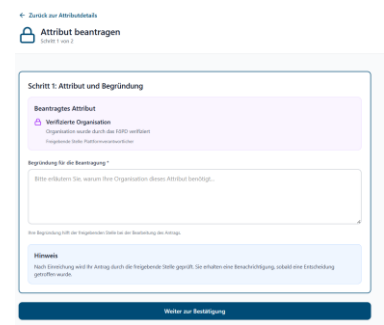 ← Zurück zur Attributdetails
Attribut beantragen
Schritt 1 von 2
Schritt 1: Attribut und Begründung
Beantragtes Attribut
Verifizierte Organisation
Organisation wurde durch das verifiziert
Freigebende Stelle: Plattformverantwortlicher
Begründung für die Beantragung *
Bitte erläutern Sie, warum Ihre Organisation dieses Attribut benötigt...
Ihre Begründung hilft der freigebenden Stelle bei der Bearbeitung des Antrags
Hinweis
Nach Einreichung wird Ihr Antrag durch die freigebende Stelle geprüft. Sie erhalten eine Benachrichtigung, sobald eine Entscheidung
getroffen wurde.
Weiter zur Bestätigung